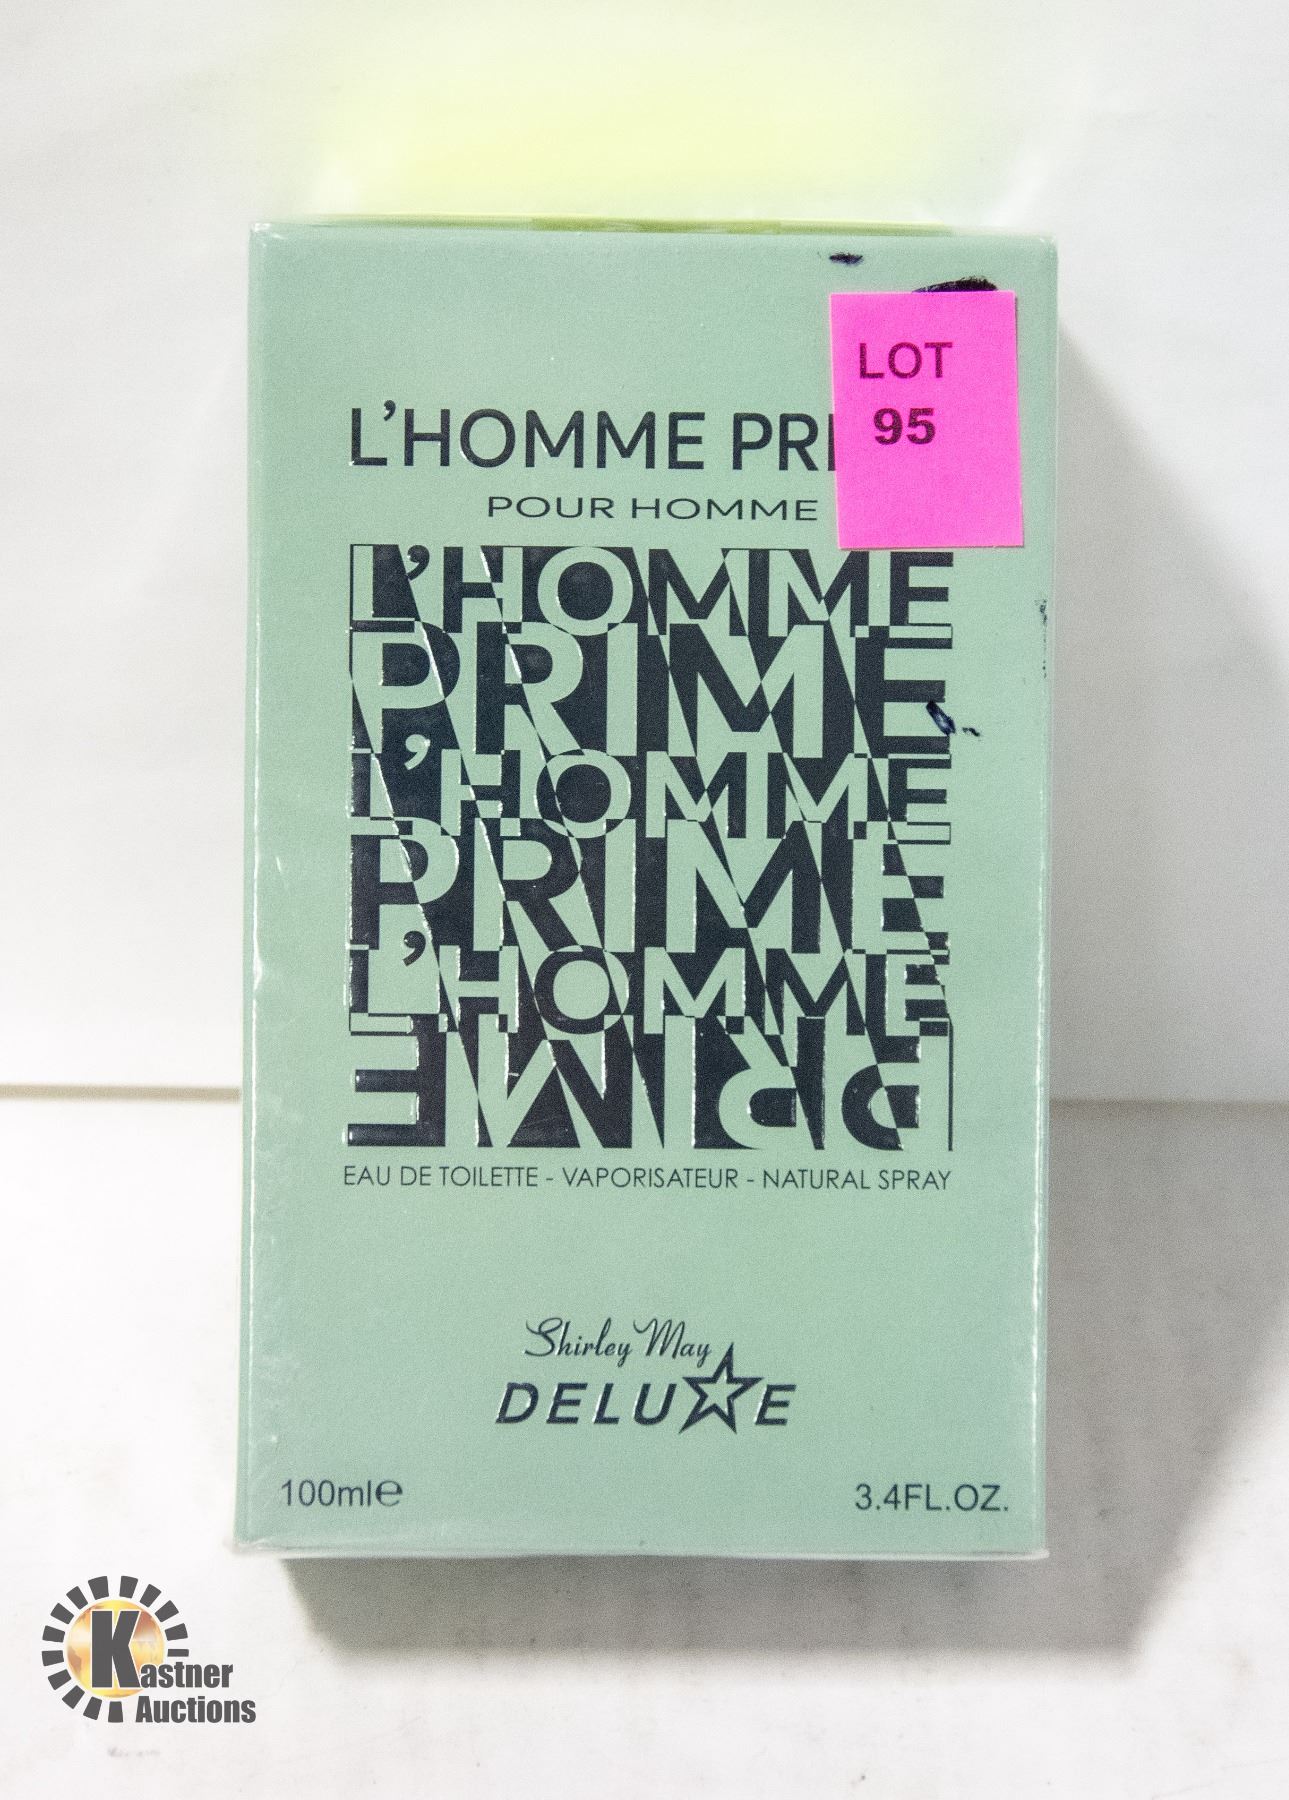 LOT
95
L'HOMME PRI
POUR HOMME
L'HOMME
PRIME
L'HOMME
PRIME
L'HOMME
PRIME
EAU DE TOILETTE - VAPORISATEUR - NATURAL SPRAY
Shirley May
DELUXE
100ml℮ 3.4FL.OZ.
Kastner
Auctions